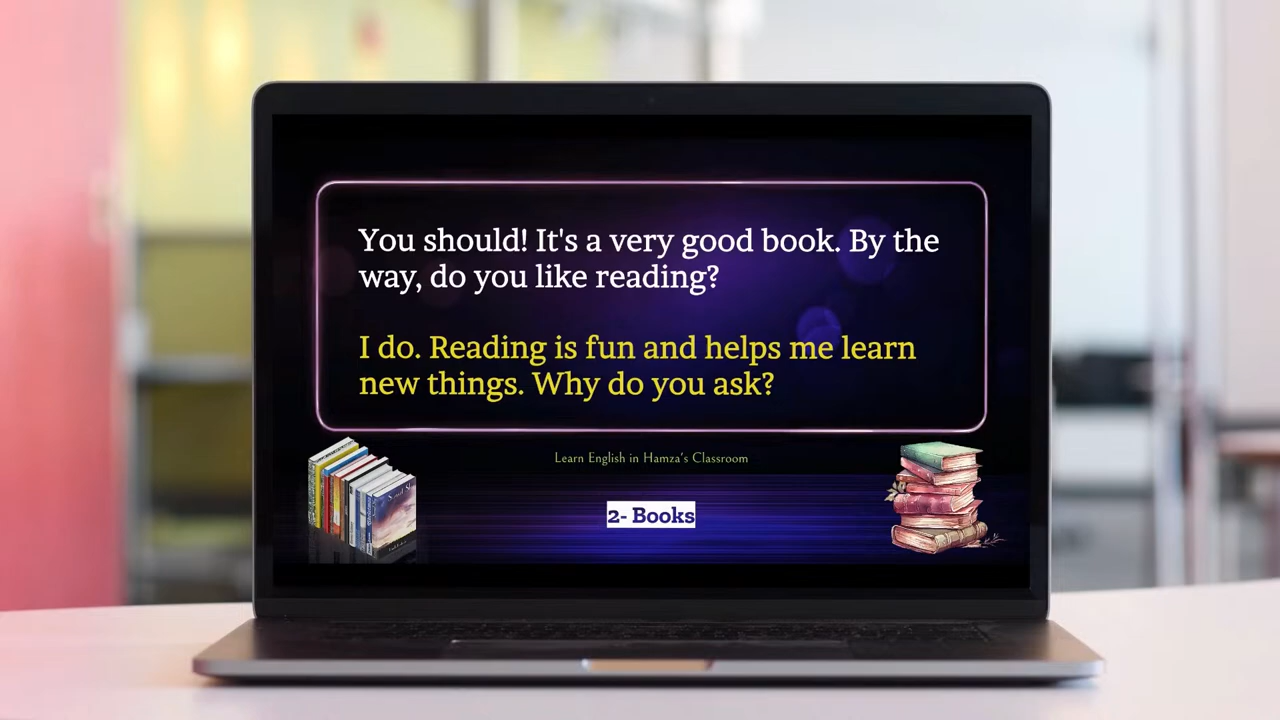 You should! It's a very good book. By the
way, do you like reading?
I do. Reading is fun and helps me learn
new things. Why do you ask?
Learn English in Hamza's Classroom
2- Books